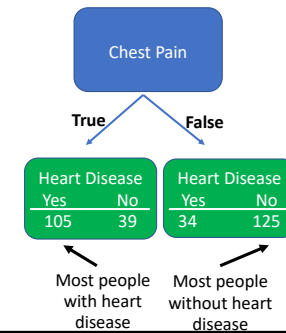 Chest Pain
True
False
Heart Disease
Yes No
105 39
Heart Disease
Yes No
34 125
Most people
with heart
disease
Most people
without heart
disease